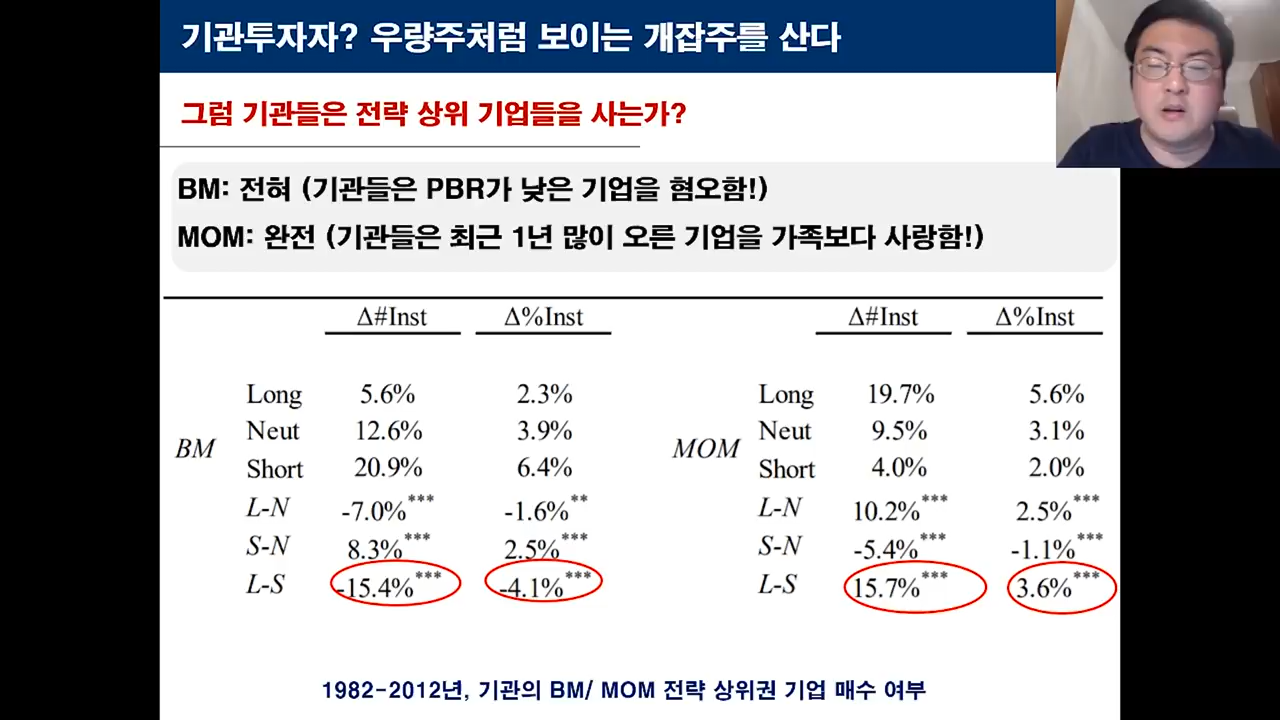 기관투자자? 우량주처럼 보이는 개잡주를 산다
그럼 기관들은 전략 상위 기업들을 사는가?
BM: 전혀 (기관들은 PBR가 낮은 기업을 혐오함!)
MOM: 완전 (기관들은 최근 1년 많이 오른 기업을 가족보다 사랑함!)
Δ#Inst Δ%Inst
Long 5.6% 2.3%
Neut 12.6% 3.9%
BM
Short 20.9% 6.4%
L-N -7.0%*** -1.6%**
S-N 8.3%*** 2.5%***
L-S -15.4%*** -4.1%***
Δ#Inst Δ%Inst
Long 19.7% 5.6%
Neut 9.5% 3.1%
MOM
Short 4.0% 2.0%
L-N 10.2%*** 2.5%***
S-N -5.4%*** -1.1%***
L-S 15.7%*** 3.6%***
1982-2012년, 기관의 BM/ MOM 전략 상위권 기업 매수 여부